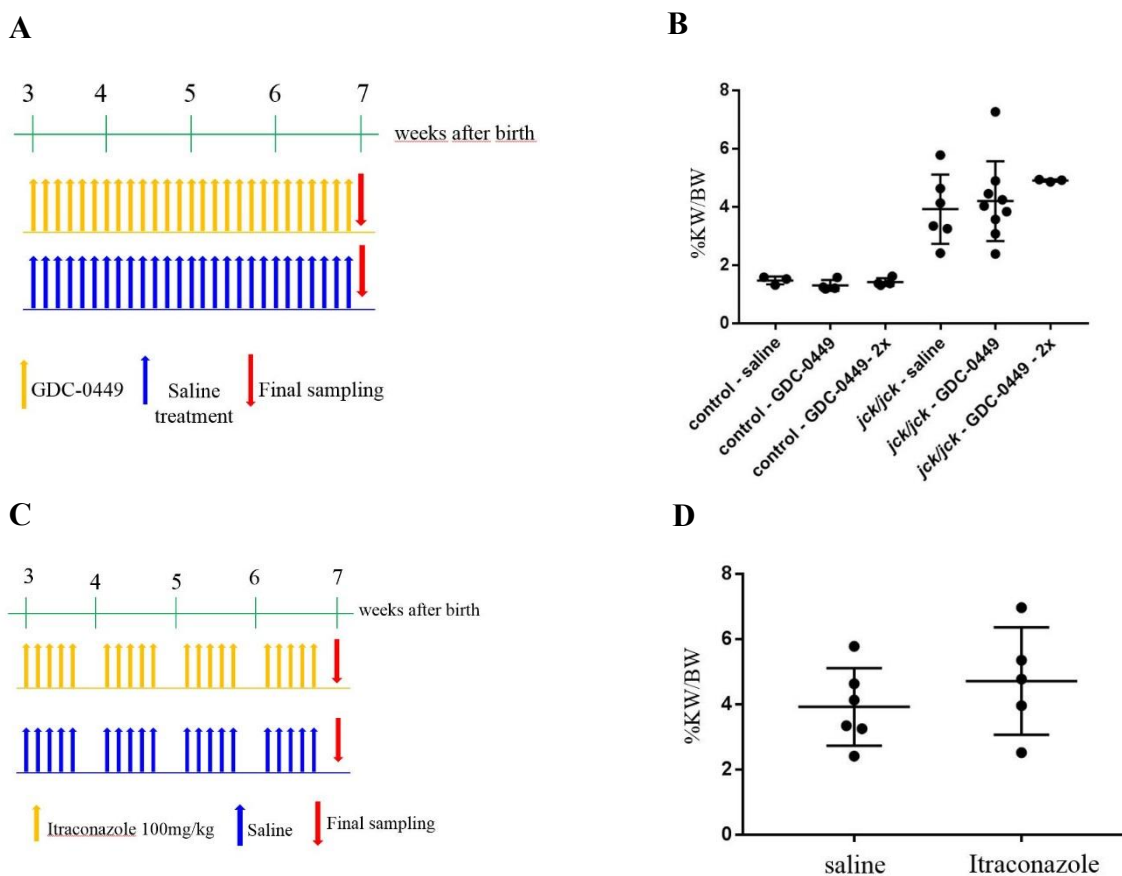 A
3 4 5 6 7
weeks after birth
GDC-0449
Saline
treatment
Final sampling
B
%KW/BW
8
6
4
2
0
control - saline
control - GDC-0449
control - GDC-0449- 2x
jck/jck - saline
jck/jck - GDC-0449
jck/jck - GDC-0449 - 2x
C
3 4 5 6 7
weeks after birth
Itraconazole 100mg/kg
Saline
Final sampling
D
%KW/BW
8
6
4
2
0
saline
Itraconazole